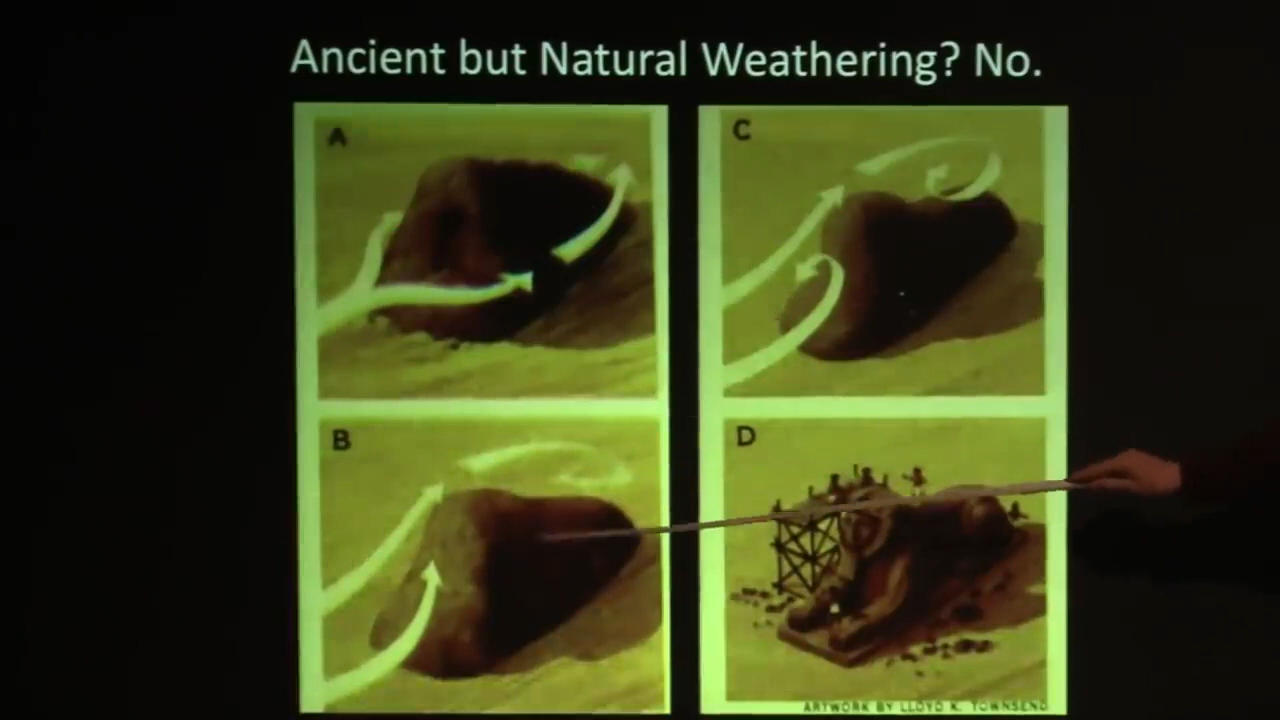 Ancient but Natural Weathering? No.
A
C
B
D
ARTWORK BY LLOYD K. TOWNSEND